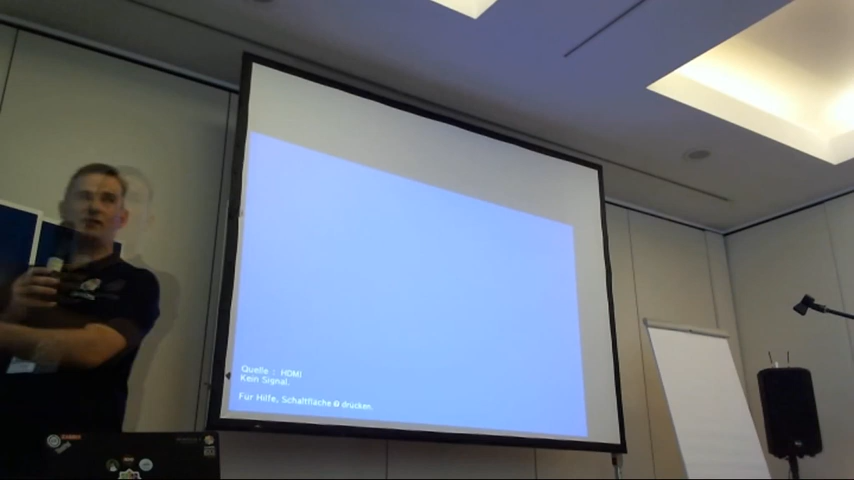 Quelle : HDMI
Kein Signal.
Für Hilfe, Schaltfläche drücken.